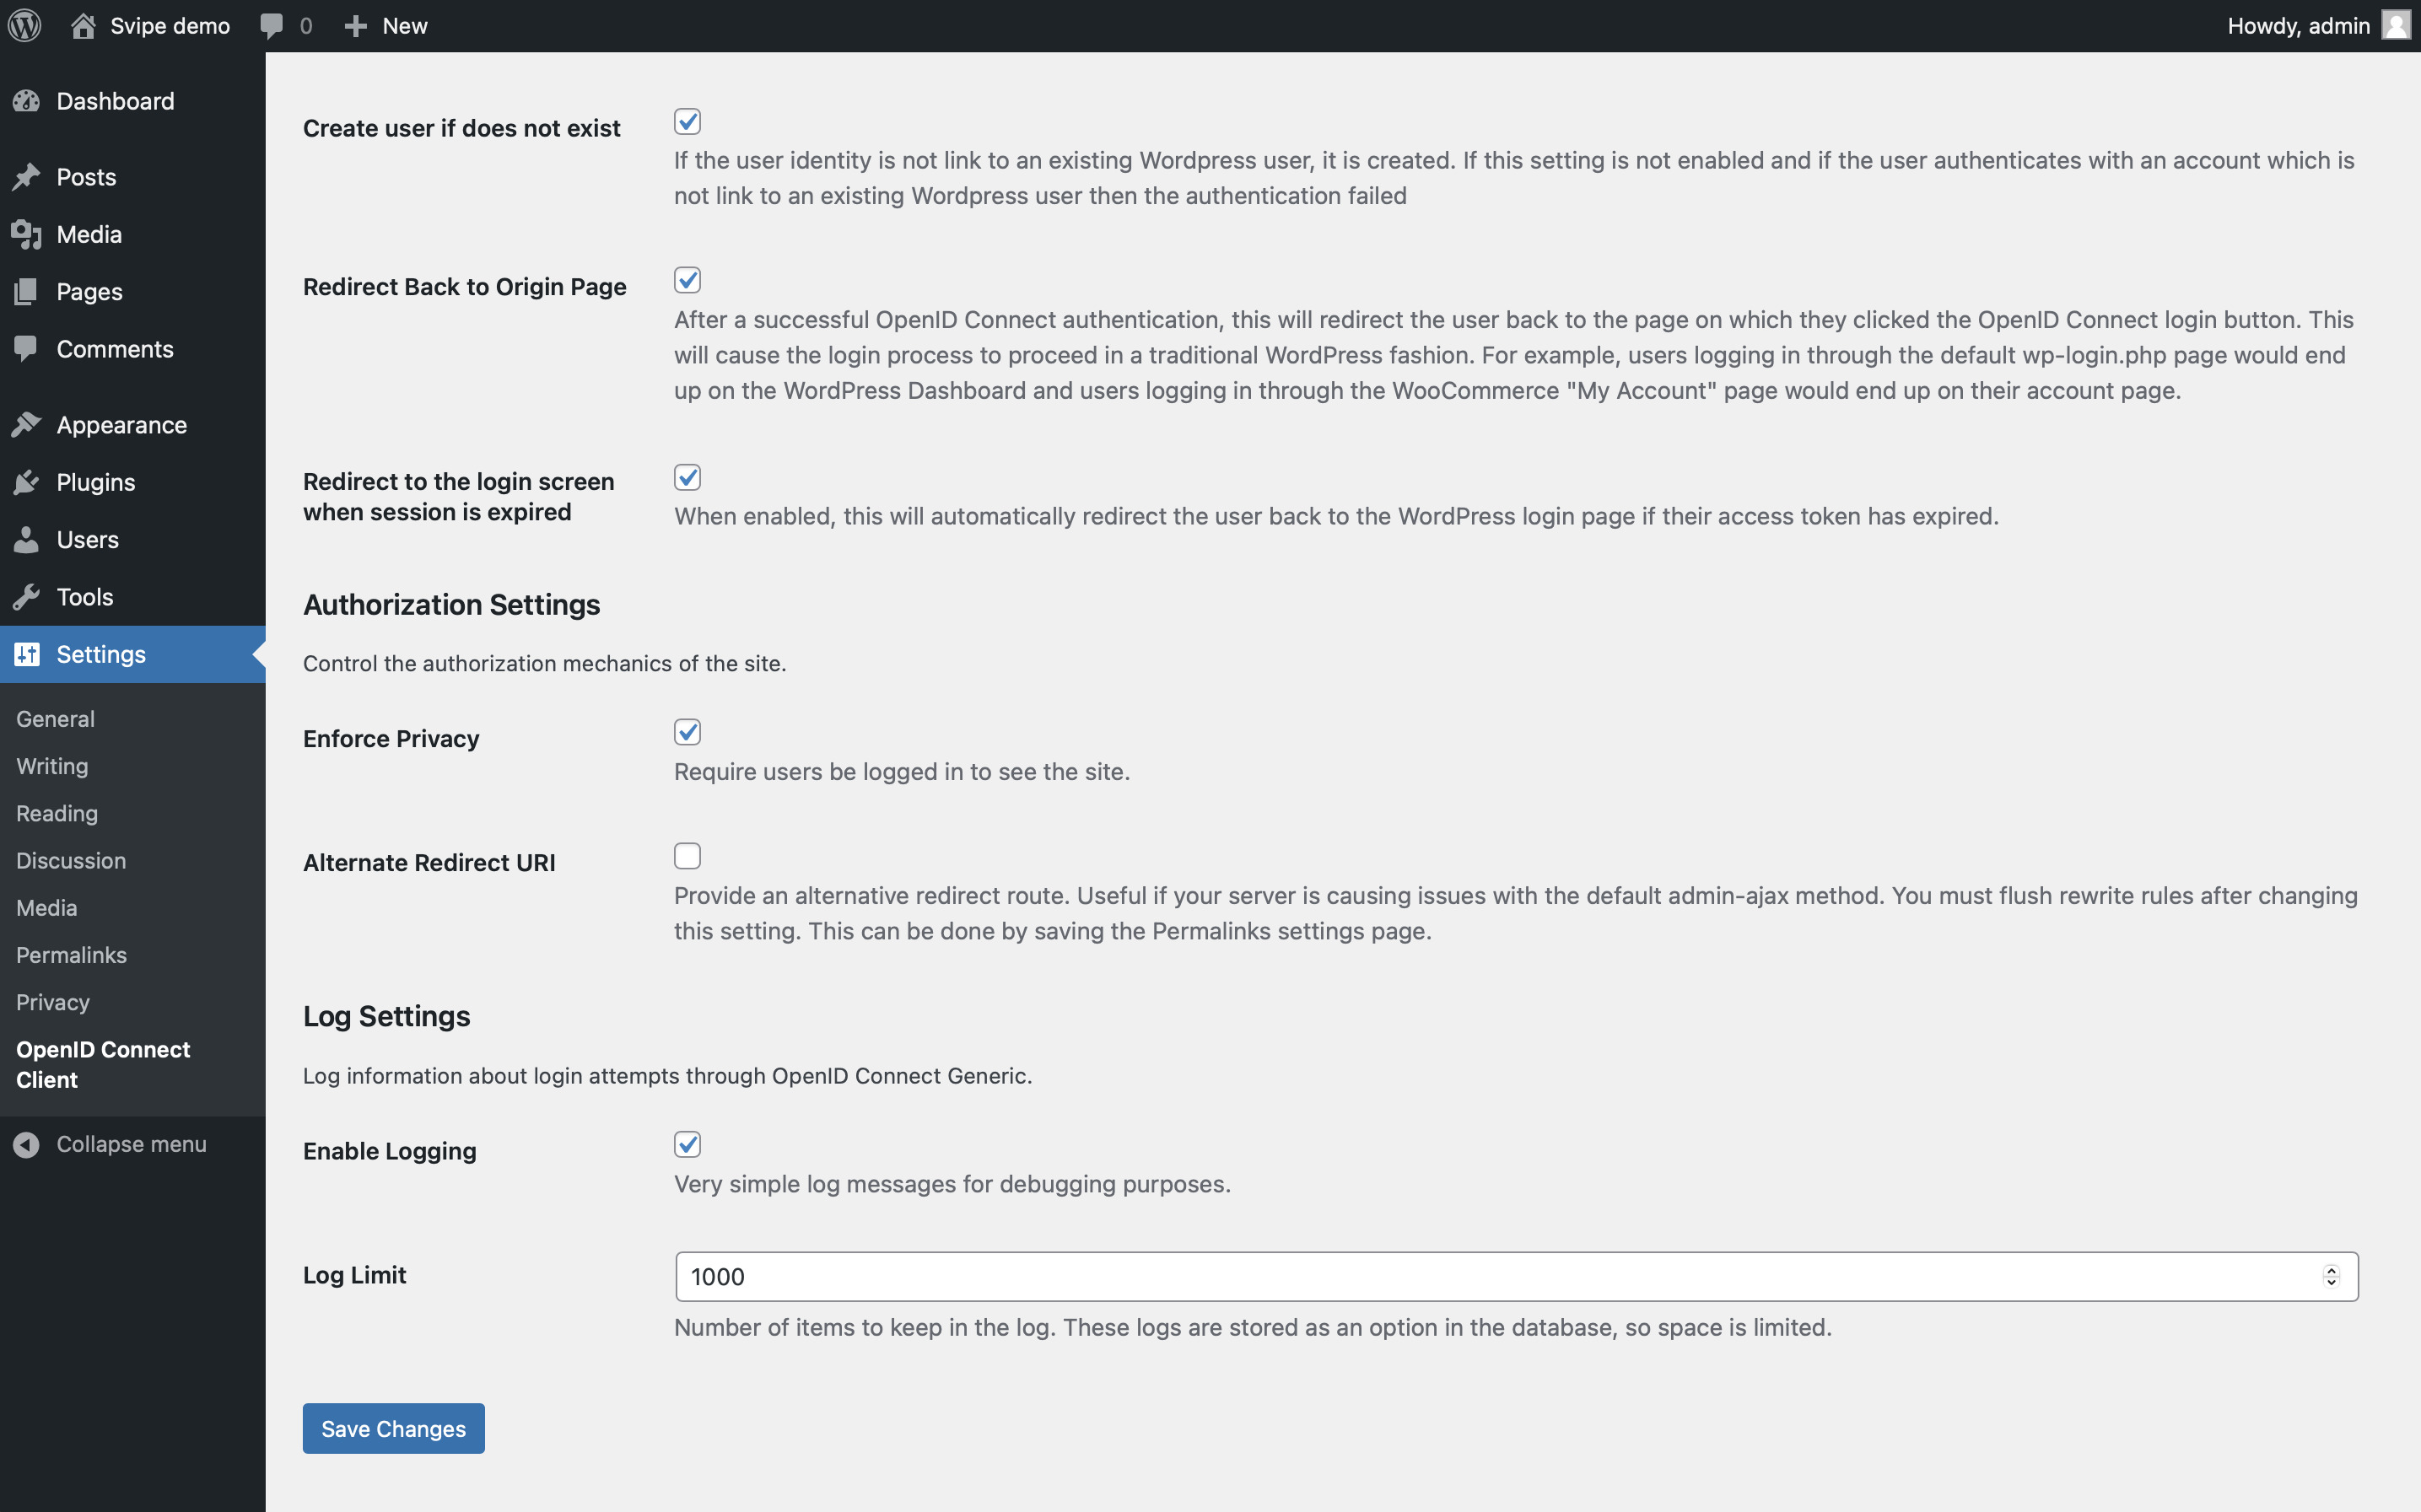 Svipe demo
0
New
Howdy, admin
Dashboard
Posts
Media
Pages
Comments
Appearance
Plugins
Users
Tools
Settings
General
Writing
Reading
Discussion
Media
Permalinks
Privacy
OpenID Connect
Client
Collapse menu
Create user if does not exist
If the user identity is not link to an existing Wordpress user, it is created. If this setting is not enabled and if the user authenticates with an account which is
not link to an existing Wordpress user then the authentication failed
Redirect Back to Origin Page
After a successful OpenID Connect authentication, this will redirect the user back to the page on which they clicked the OpenID Connect login button. This
will cause the login process to proceed in a traditional WordPress fashion. For example, users logging in through the default wp-login.php page would end
up on the WordPress Dashboard and users logging in through the WooCommerce "My Account" page would end up on their account page.
Redirect to the login screen
when session is expired
When enabled, this will automatically redirect the user back to the WordPress login page if their access token has expired.
Authorization Settings
Control the authorization mechanics of the site.
Enforce Privacy
Require users be logged in to see the site.
Alternate Redirect URI
Provide an alternative redirect route. Useful if your server is causing issues with the default admin-ajax method. You must flush rewrite rules after changing
this setting. This can be done by saving the Permalinks settings page.
Log Settings
Log information about login attempts through OpenID Connect Generic.
Enable Logging
Very simple log messages for debugging purposes.
Log Limit
1000
Number of items to keep in the log. These logs are stored as an option in the database, so space is limited.
Save Changes